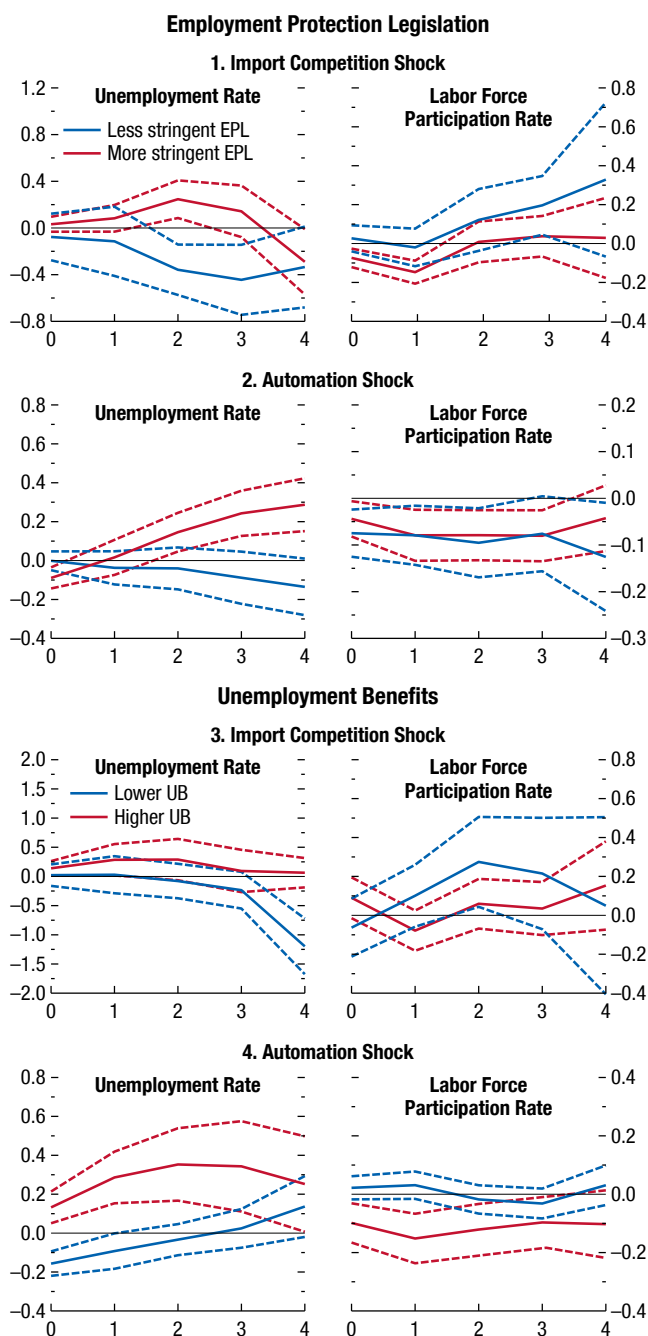 Employment Protection Legislation
1. Import Competition Shock
Unemployment Rate
Less stringent EPL
More stringent EPL
1.2
0.8
0.4
0.0
–0.4
–0.8
0 1 2 3 4
Labor Force
Participation Rate
0.8
0.6
0.4
0.2
0.0
–0.2
–0.4
0 1 2 3 4
2. Automation Shock
Unemployment Rate
0.8
0.6
0.4
0.2
0.0
–0.2
–0.4
0 1 2 3 4
Labor Force
Participation Rate
0.2
0.1
0.0
–0.1
–0.2
–0.3
0 1 2 3 4
Unemployment Benefits
3. Import Competition Shock
Unemployment Rate
Lower UB
Higher UB
2.0
1.5
1.0
0.5
0.0
–0.5
–1.0
–1.5
–2.0
0 1 2 3 4
Labor Force
Participation Rate
0.8
0.6
0.4
0.2
0.0
–0.2
–0.4
0 1 2 3 4
4. Automation Shock
Unemployment Rate
0.8
0.6
0.4
0.2
0.0
–0.2
–0.4
0 1 2 3 4
Labor Force
Participation Rate
0.4
0.2
0.0
–0.2
–0.4
0 1 2 3 4